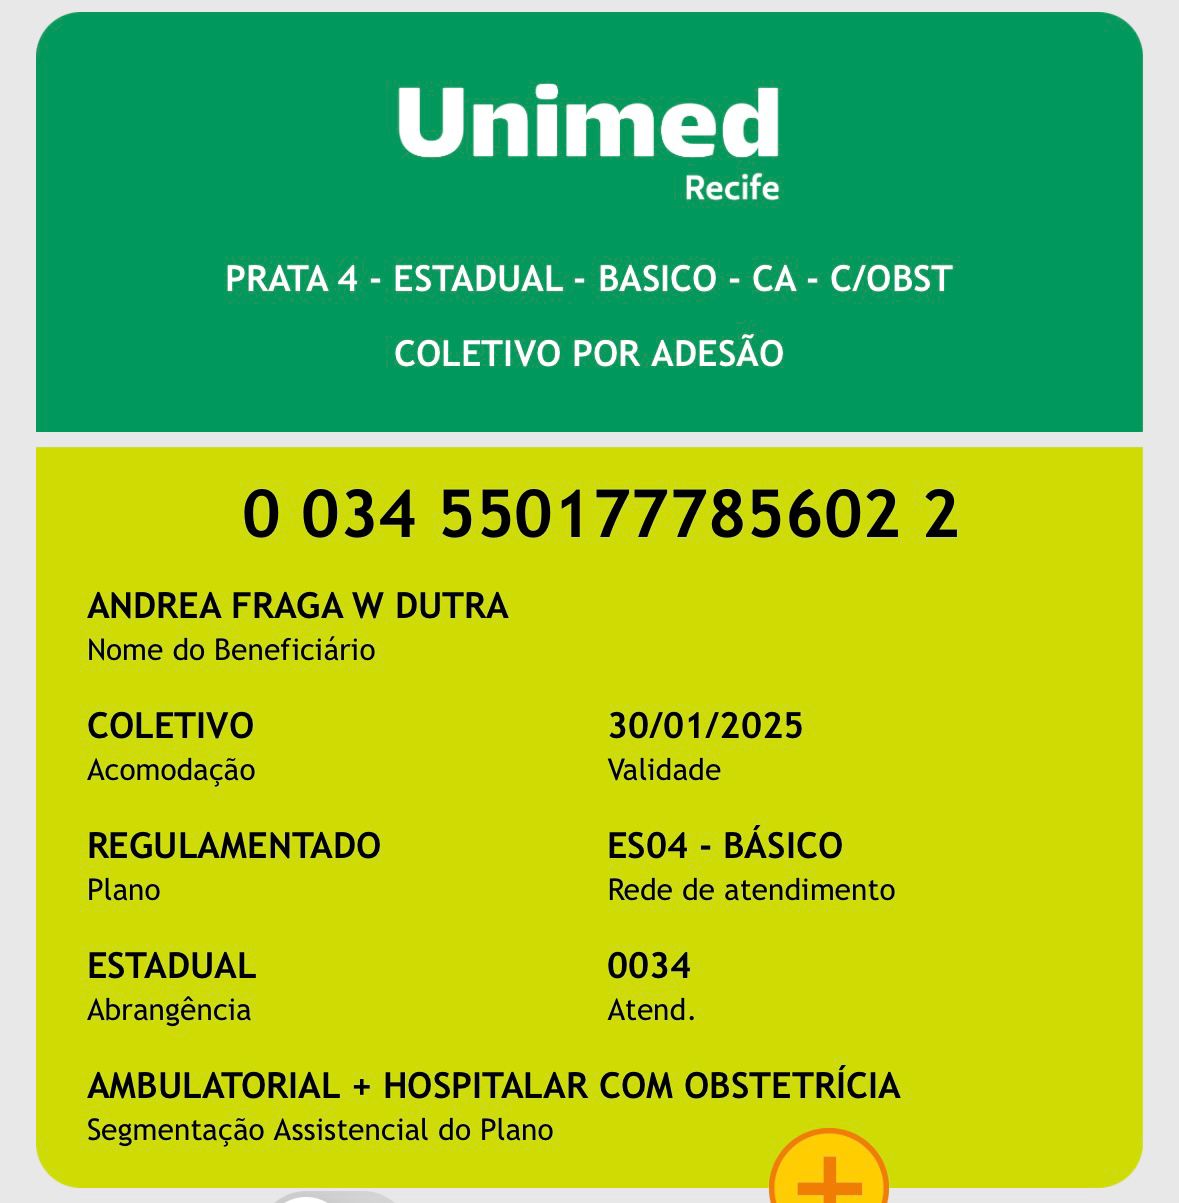 Unimed
Recife
PRATA 4 - ESTADUAL - BASICO - CA - C/OBST
COLETIVO POR ADESÃO
0 034 550177785602 2
ANDREA FRAGA W DUTRA
Nome do Beneficiário
COLETIVO
Acomodação
30/01/2025
Validade
REGULAMENTADO
Plano
ES04 - BÁSICO
Rede de atendimento
ESTADUAL
Abrangência
0034
Atend.
AMBULATORIAL + HOSPITALAR COM OBSTETRÍCIA
Segmentação Assistencial do Plano